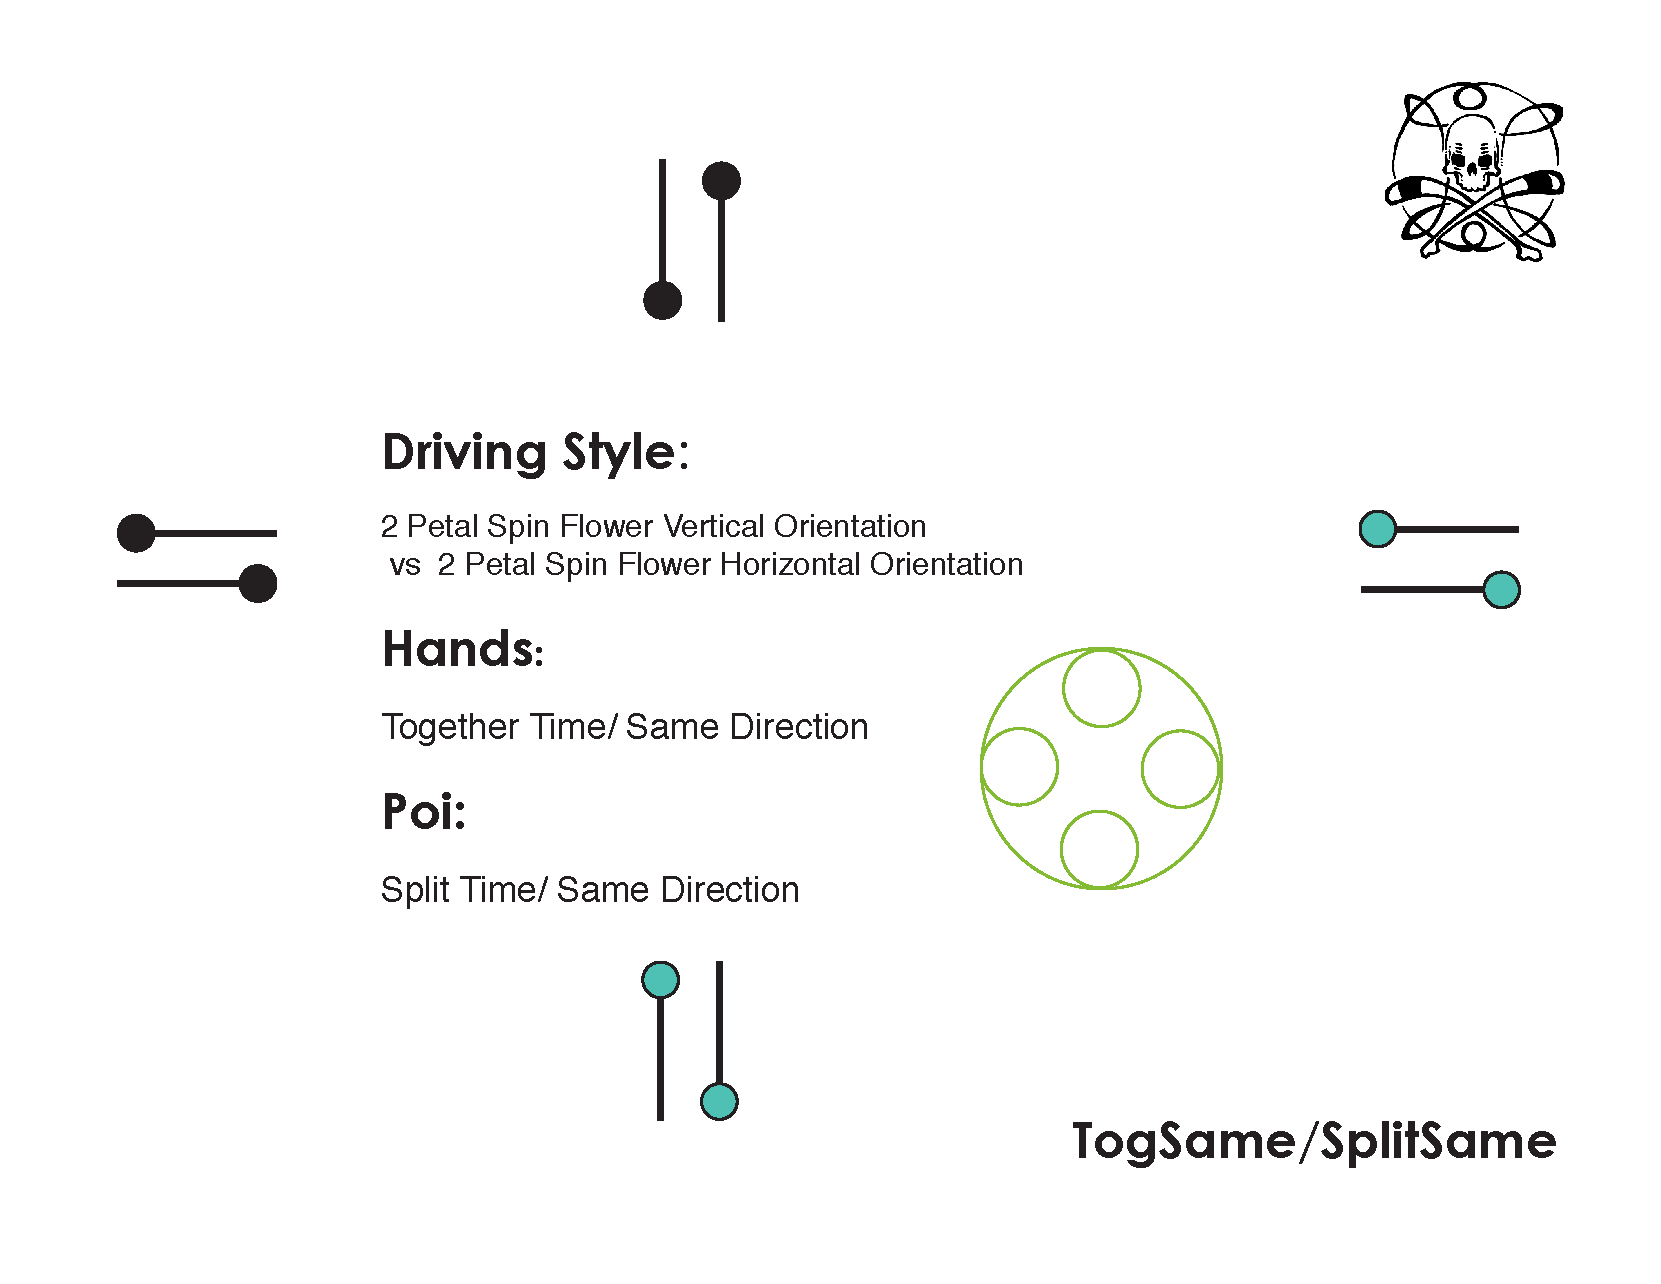 Driving Style:
2 Petal Spin Flower Vertical Orientation
vs 2 Petal Spin Flower Horizontal Orientation
Hands:
Together Time/ Same Direction
Poi:
Split Time/ Same Direction
TogSame/SplitSame